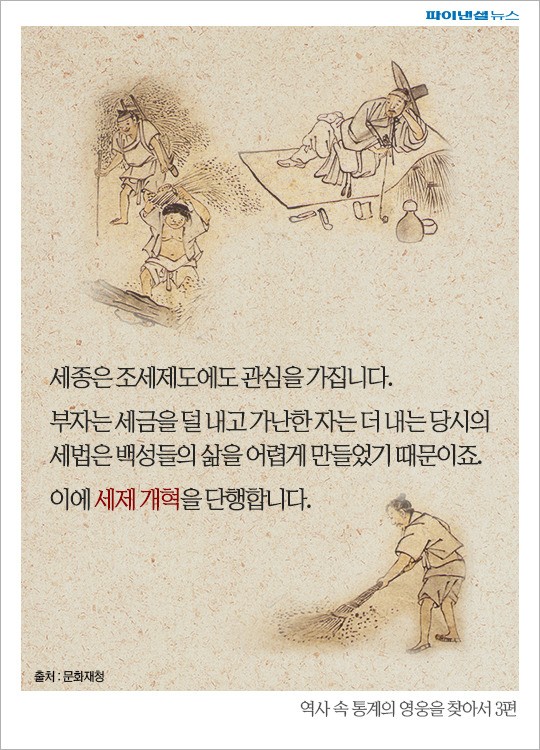 파이낸셜뉴스
세종은 조세제도에도 관심을 가집니다.
부자는 세금을 덜 내고 가난한 자는 더 내는 당시의
세법은 백성들의 삶을 어렵게 만들었기 때문이죠.
이에 세제 개혁을 단행합니다.
출처 : 문화재청
역사 속 통계의 영웅을 찾아서 3편